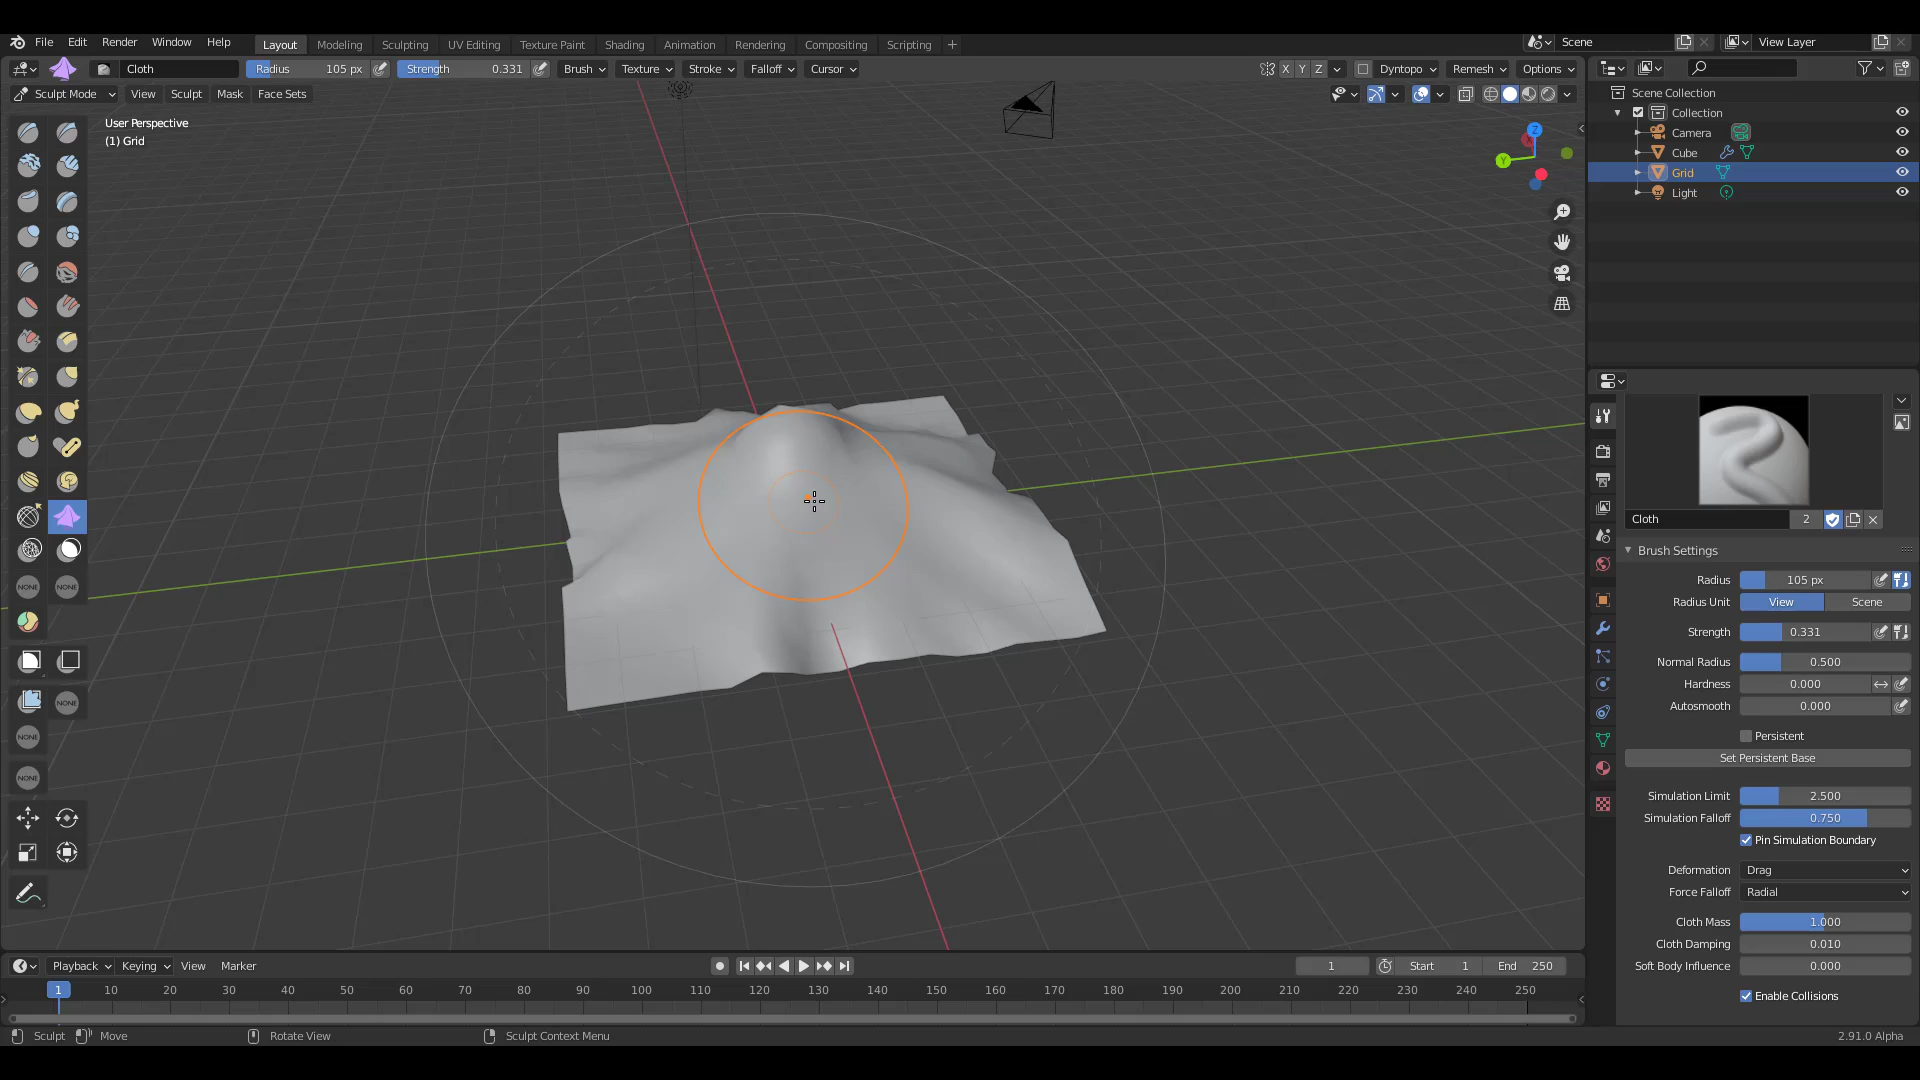 File Edit Render Window Help Layout Modeling Sculpting UV Editing Texture Paint Shading Animation Rendering Compositing Scripting + Scene View Layer
Cloth Radius 105 px Strength 0.331 Brush Texture Stroke Falloff Cursor X Y Z Dyntopo Remesh Options
Sculpt Mode View Sculpt Mask Face Sets
User Perspective
(1) Grid
Z
Y
Scene Collection
Collection
Camera
Cube
Grid
Light
NONE NONE
NONE
NONE
NONE
Cloth 2
Brush Settings
Radius 105 px
Radius Unit View Scene
Strength 0.331
Normal Radius 0.500
Hardness 0.000
Autosmooth 0.000
Persistent
Set Persistent Base
Simulation Limit 2.500
Simulation Falloff 0.750
Pin Simulation Boundary
Deformation Drag
Force Falloff Radial
Cloth Mass 1.000
Cloth Damping 0.010
Soft Body Influence 0.000
Enable Collisions
Playback Keying View Marker 1 Start 1 End 250
1 10 20 30 40 50 60 70 80 90 100 110 120 130 140 150 160 170 180 190 200 210 220 230 240 250
Sculpt Move Rotate View Sculpt Context Menu 2.91.0 Alpha